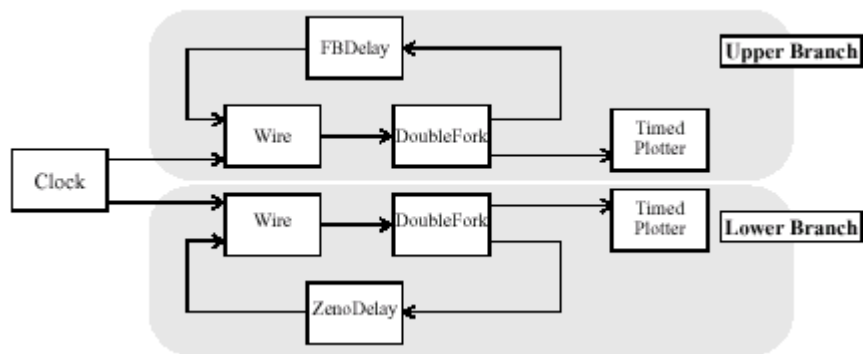 FBDelay
Upper Branch
Wire
DoubleFork
Timed
Plotter
Clock
Wire
DoubleFork
Timed
Plotter
Lower Branch
ZenoDelay